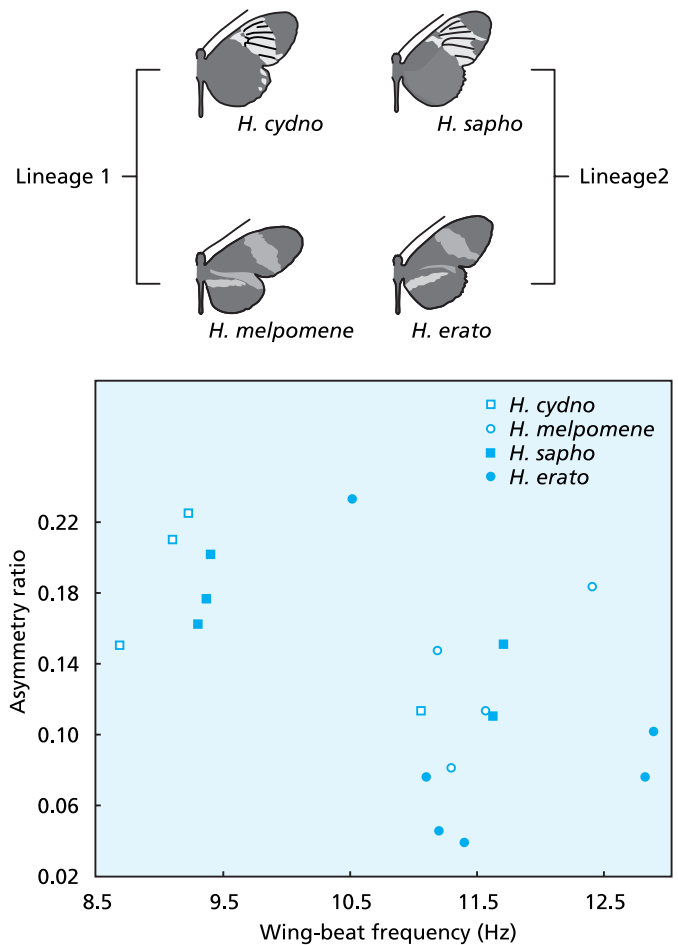 H. cydno
H. sapho
Lineage 1
Lineage2
H. melpomene
H. erato
H. cydno
H. melpomene
H. sapho
H. erato
0.22
0.18
0.14
0.10
0.06
0.02
Asymmetry ratio
8.5
9.5
10.5
11.5
12.5
Wing-beat frequency (Hz)